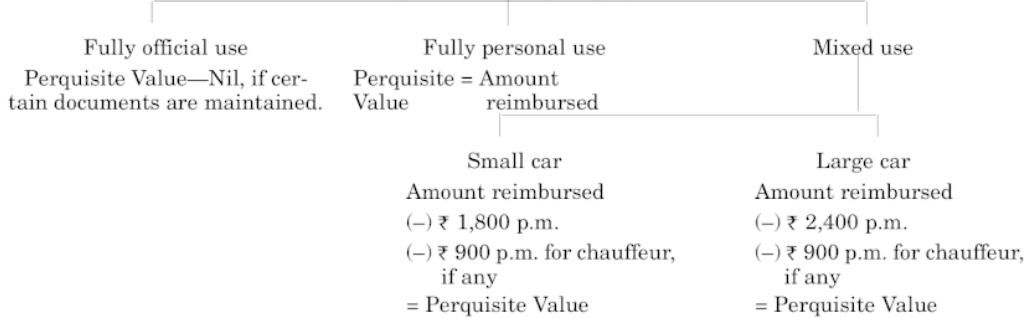 Fully official use
Perquisite Value—Nil, if cer-
tain documents are maintained.
Fully personal use
Perquisite = Amount
Value reimbursed
Mixed use
Small car
Amount reimbursed
(–) ₹ 1,800 p.m.
(–) ₹ 900 p.m. for chauffeur,
if any
= Perquisite Value
Large car
Amount reimbursed
(–) ₹ 2,400 p.m.
(–) ₹ 900 p.m. for chauffeur,
if any
= Perquisite Value